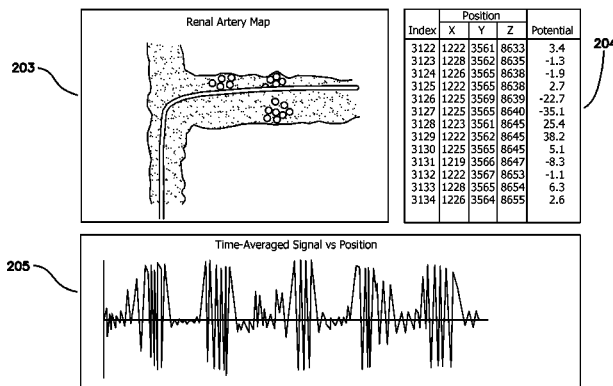 Renal Artery Map
203
Position
Index X Y Z Potential
3122 1222 3561 8633 3.4
3123 1228 3562 8635 -1.3
3124 1226 3565 8638 -1.9
3125 1222 3565 8638 2.7
3126 1225 3569 8639 -22.7
3127 1225 3565 8640 -35.1
3128 1223 3561 8645 25.4
3129 1222 3562 8645 38.2
3130 1225 3565 8645 5.1
3131 1219 3566 8647 -8.3
3132 1222 3567 8653 -1.1
3133 1228 3565 8654 6.3
3134 1226 3564 8655 2.6
204
Time-Averaged Signal vs Position
205